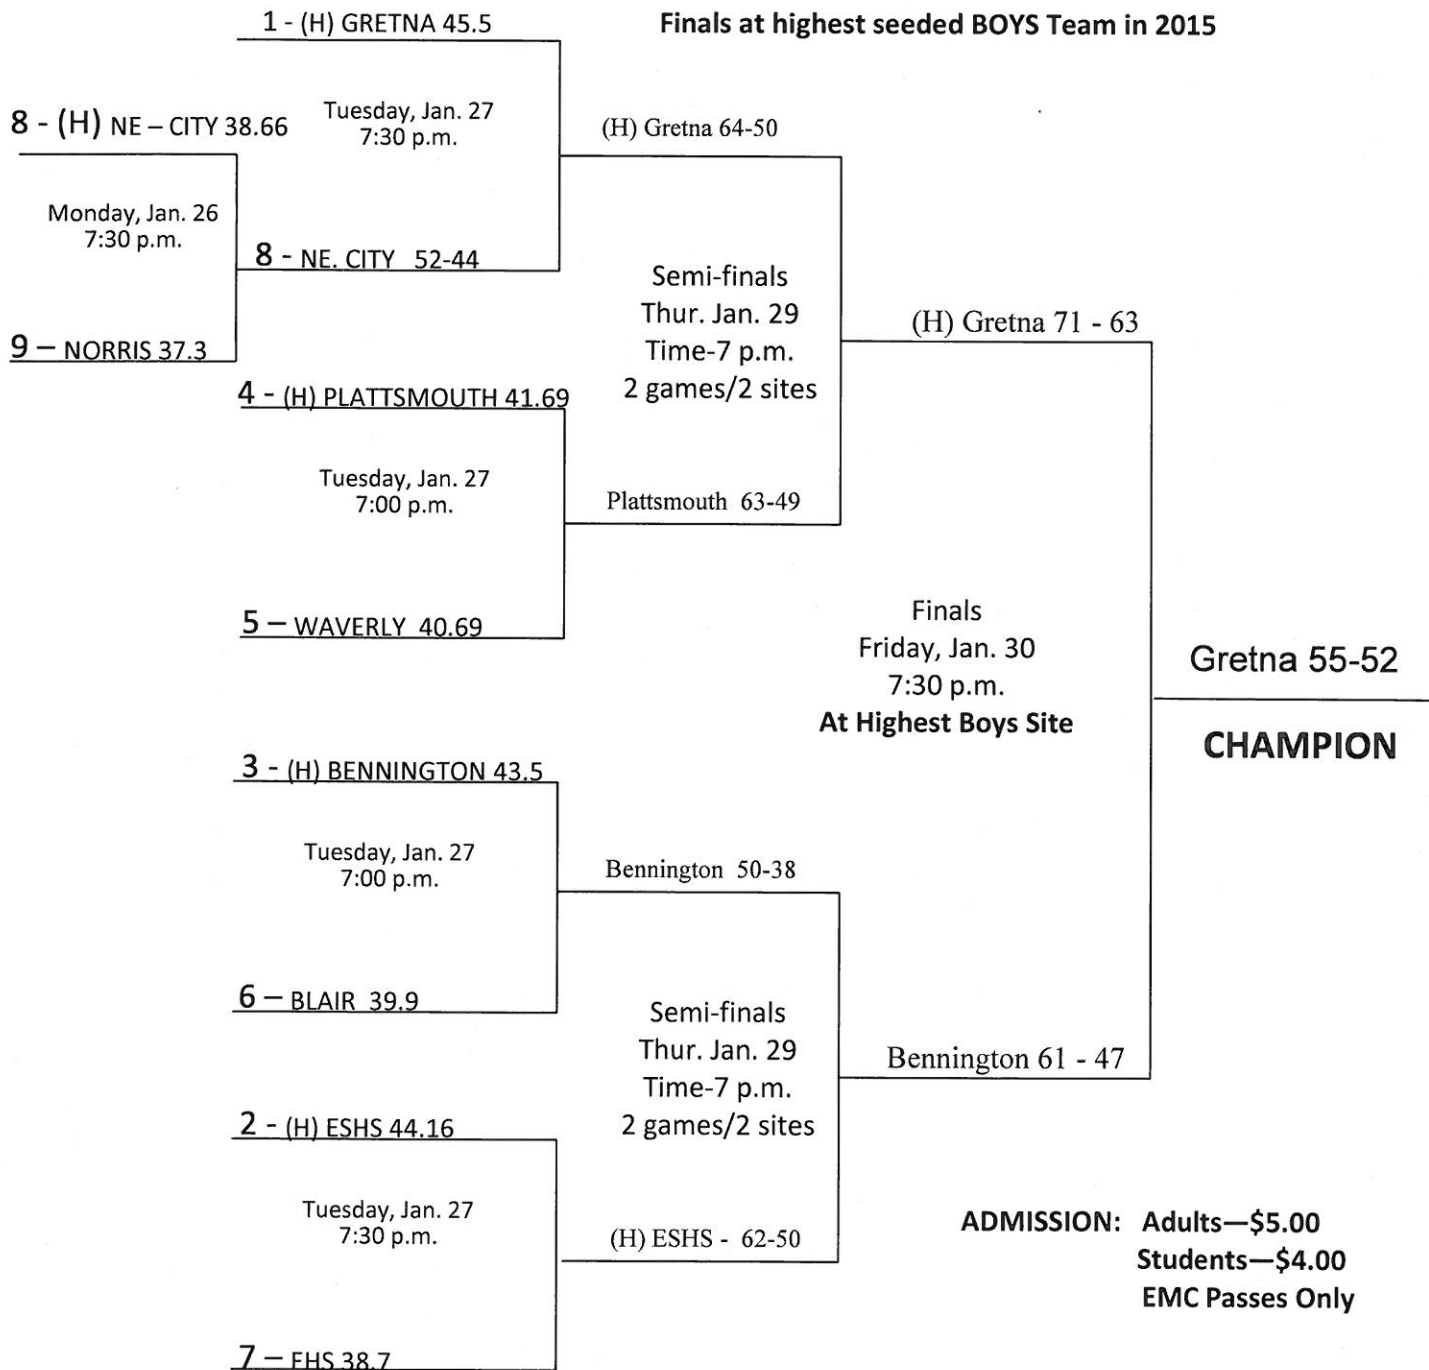 1 - (H) GRETNA 45.5
Finals at highest seeded BOYS Team in 2015
8 - (H) NE – CITY 38.66
Tuesday, Jan. 27
7:30 p.m.
(H) Gretna 64-50
Monday, Jan. 26
7:30 p.m.
8 - NE. CITY 52-44
Semi-finals
Thur. Jan. 29
Time-7 p.m.
2 games/2 sites
(H) Gretna 71 - 63
9 – NORRIS 37.3
4 - (H) PLATTSMOUTH 41.69
Tuesday, Jan. 27
7:00 p.m.
Plattsmouth 63-49
5 – WAVERLY 40.69
Finals
Friday, Jan. 30
7:30 p.m.
At Highest Boys Site
Gretna 55-52
CHAMPION
3 - (H) BENNINGTON 43.5
Tuesday, Jan. 27
7:00 p.m.
Bennington 50-38
6 – BLAIR 39.9
Semi-finals
Thur. Jan. 29
Time-7 p.m.
2 games/2 sites
Bennington 61 - 47
2 - (H) ESHS 44.16
Tuesday, Jan. 27
7:30 p.m.
(H) ESHS - 62-50
ADMISSION: Adults—$5.00
Students—$4.00
EMC Passes Only
7 – EHS 38.7